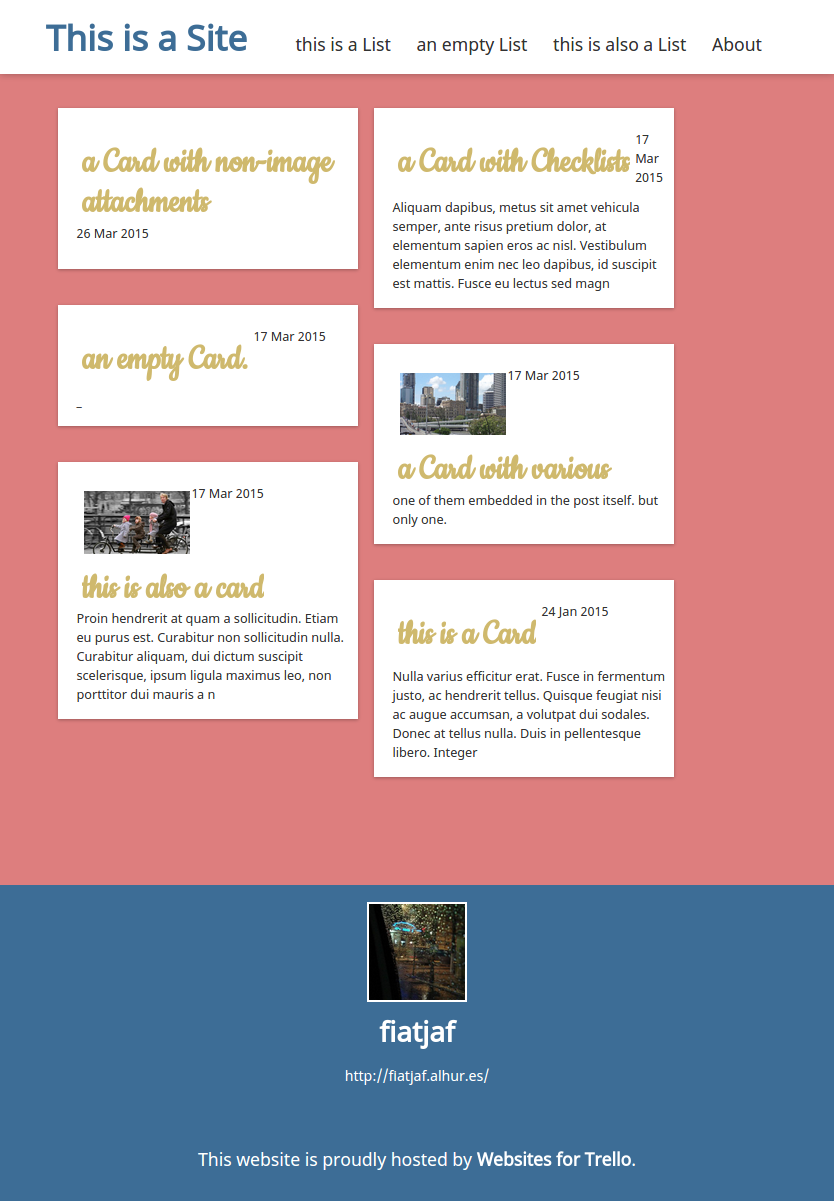 This is a Site
this is a List an empty List this is also a List About
a Card with non-image
attachments
26 Mar 2015
an empty Card.
17 Mar 2015
_
17 Mar 2015
this is also a card
Proin hendrerit at quam a sollicitudin. Etiam
eu purus est. Curabitur non sollicitudin nulla.
Curabitur aliquam, dui dictum suscipit
scelerisque, ipsum ligula maximus leo, non
porttitor dui mauris a n
a Card with Checklists
17
Mar
2015
Aliquam dapibus, metus sit amet vehicula
semper, ante risus pretium dolor, at
elementum sapien eros ac nisl. Vestibulum
elementum enim nec leo dapibus, id suscipit
est mattis. Fusce eu lectus sed magn
17 Mar 2015
a Card with various
one of them embedded in the post itself. but
only one.
this is a Card
24 Jan 2015
Nulla varius efficitur erat. Fusce in fermentum
justo, ac hendrerit tellus. Quisque feugiat nisi
ac augue accumsan, a volutpat dui sodales.
Donec at tellus nulla. Duis in pellentesque
libero. Integer
fiatjaf
http://fiatjaf.alhur.es/
This website is proudly hosted by Websites for Trello.